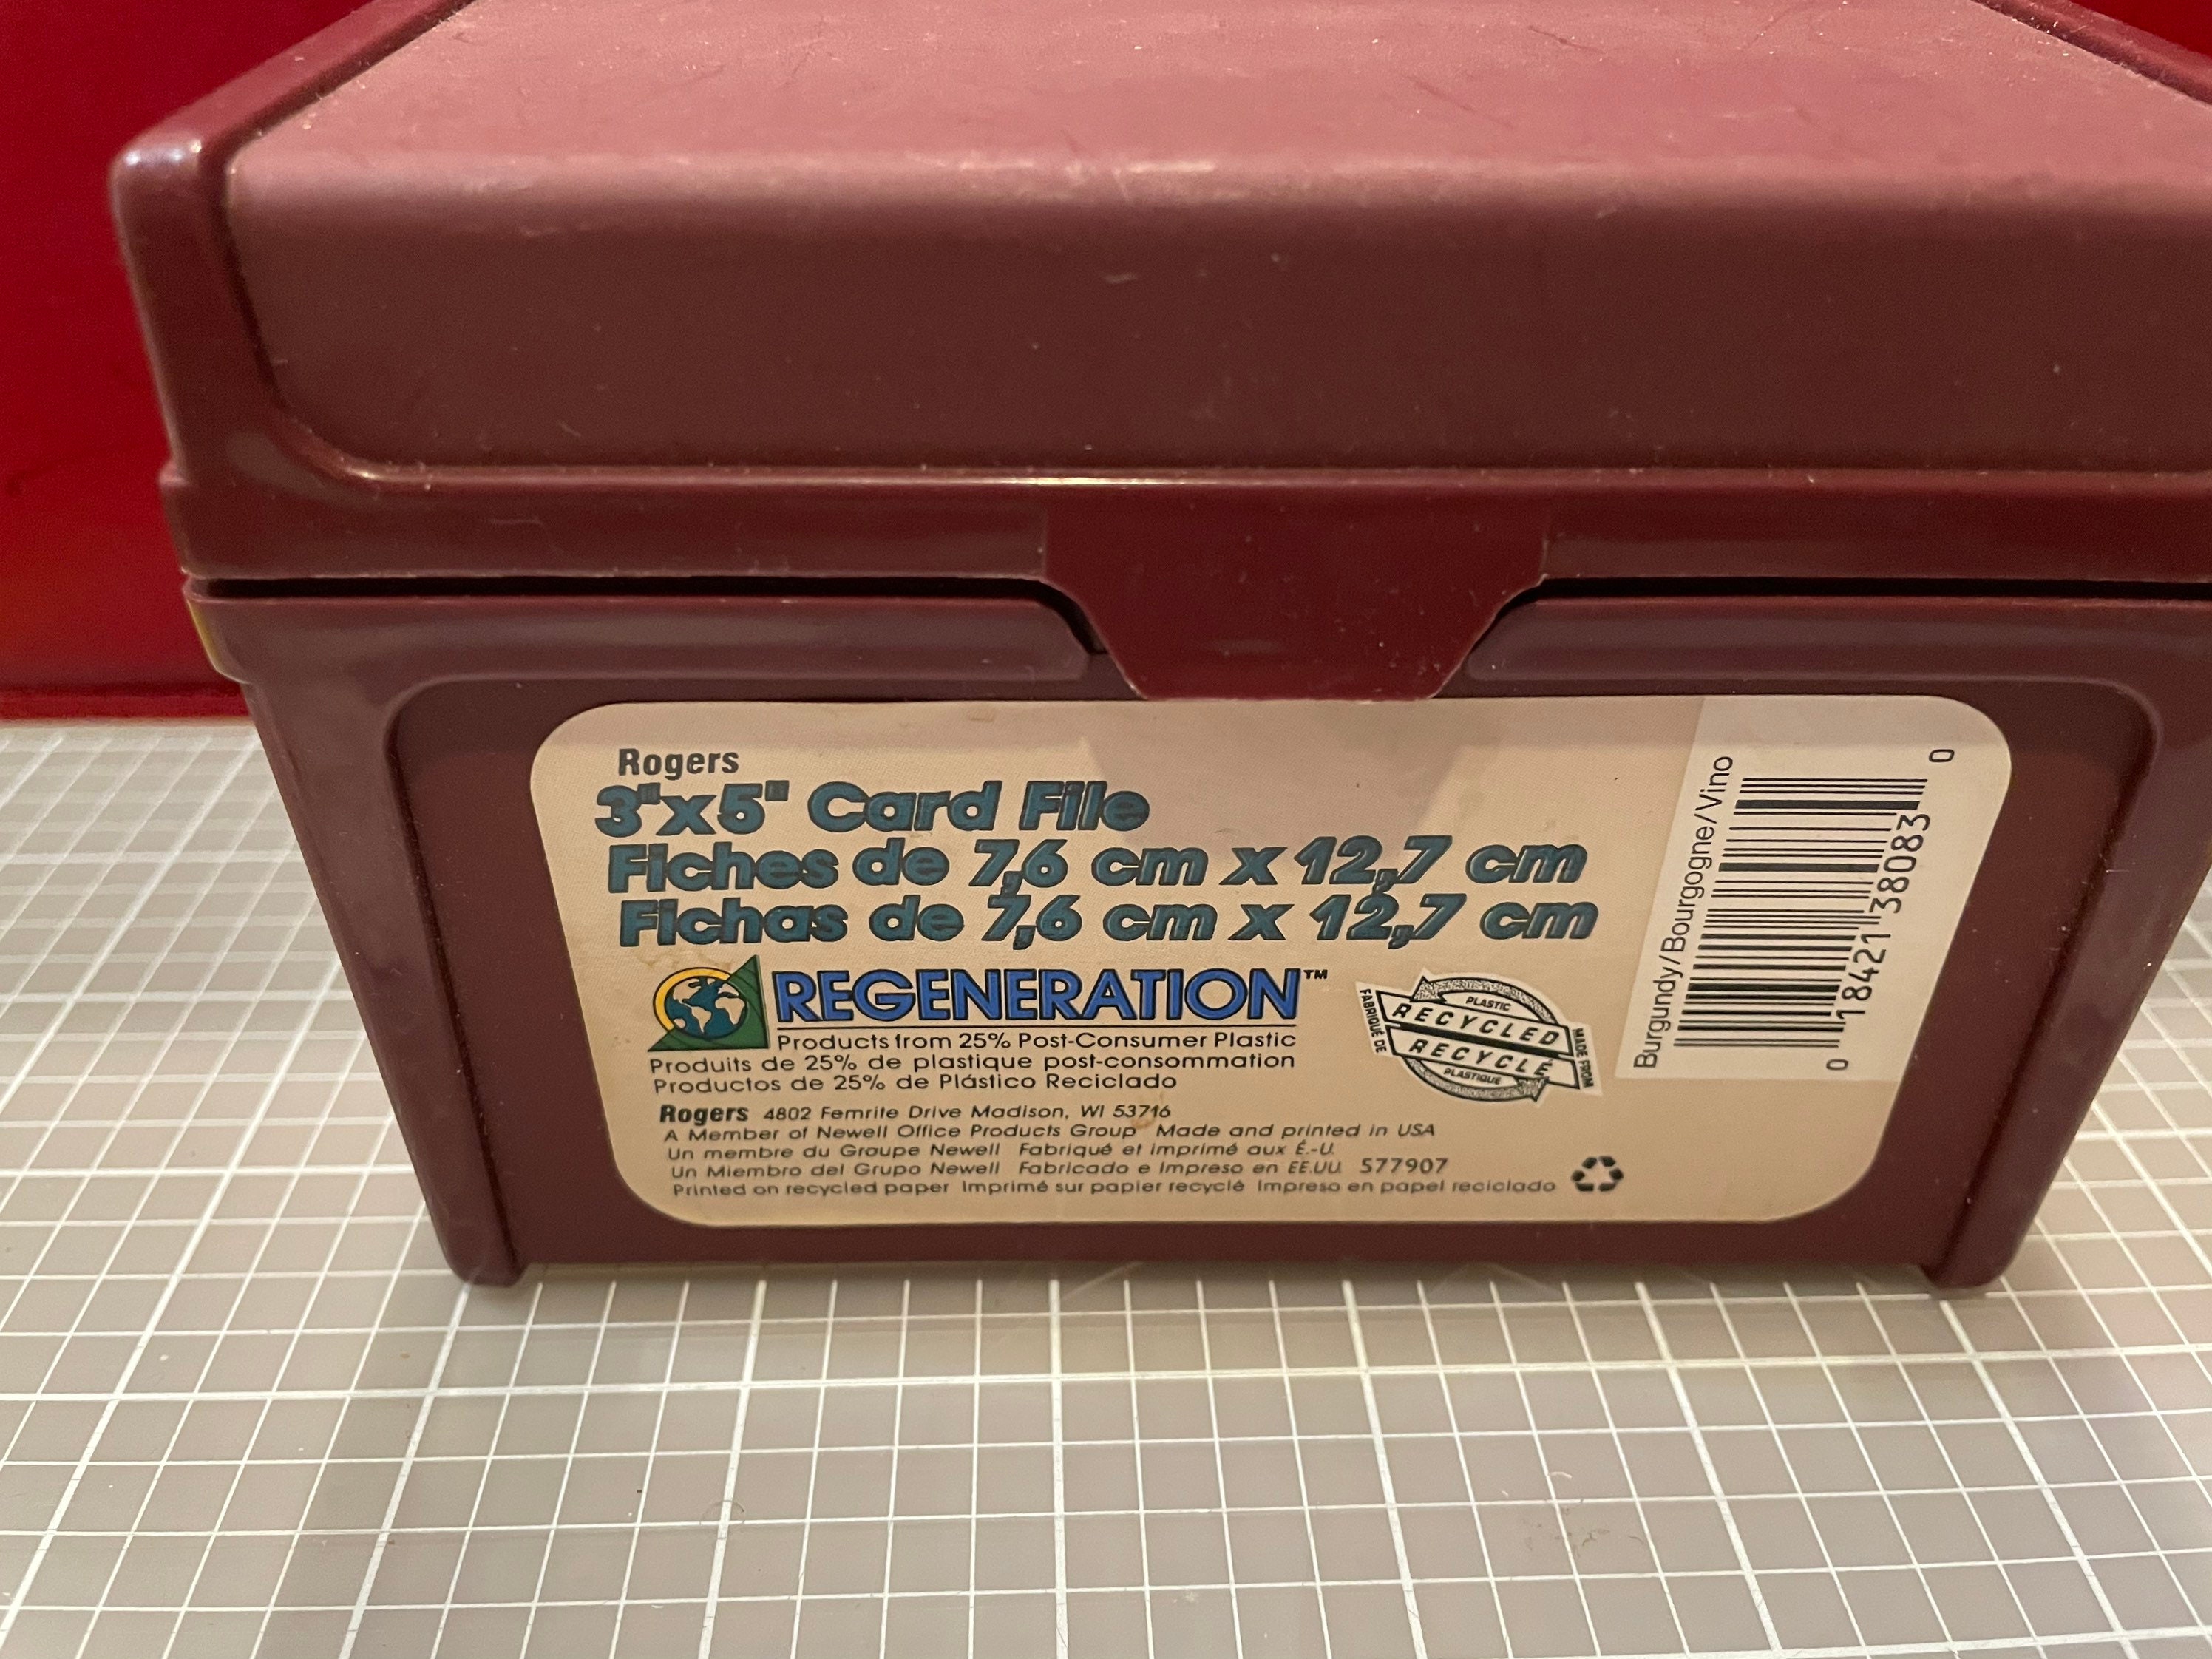 Rogers
3"x5" Card File
Fiches de 7,6 cm x 12,7 cm
Fichas de 7,6 cm x 12,7 cm
REGENERATION™
Products from 25% Post-Consumer Plastic
Produits de 25% de plastique post-consommation
Productos de 25% de Plástico Reciclado
FABRIQUÉ DE
PLASTIC
RECYCLED
RECYCLÉ
PLASTIQUE
MADE FROM
Rogers 4802 Femrite Drive Madison, WI 53716
A Member of Newell Office Products Group Made and printed in USA
Un membre du Groupe Newell Fabriqué et imprimé aux É.-U.
Un Miembro del Grupo Newell Fabricado e Impreso en EE.UU. 577907
Printed on recycled paper Imprimé sur papier recyclé Impreso en papel reciclado
Burgundy/Bourgogne/Vino
0 18421 38083 0